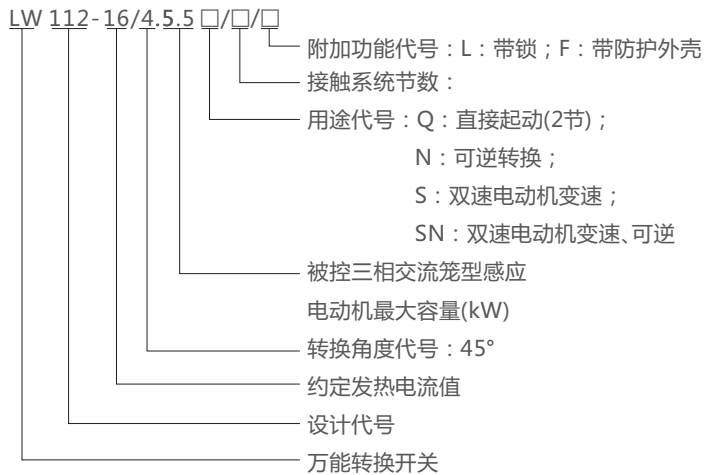 LW 112-16/4.5.5 □/□/□
附加功能代号：L：带锁；F：带防护外壳
接触系统节数：
用途代号：Q：直接起动(2节)；
N：可逆转换；
S：双速电动机变速；
SN：双速电动机变速、可逆
被控三相交流笼型感应
电动机最大容量(kW)
转换角度代号：45°
约定发热电流值
设计代号
万能转换开关